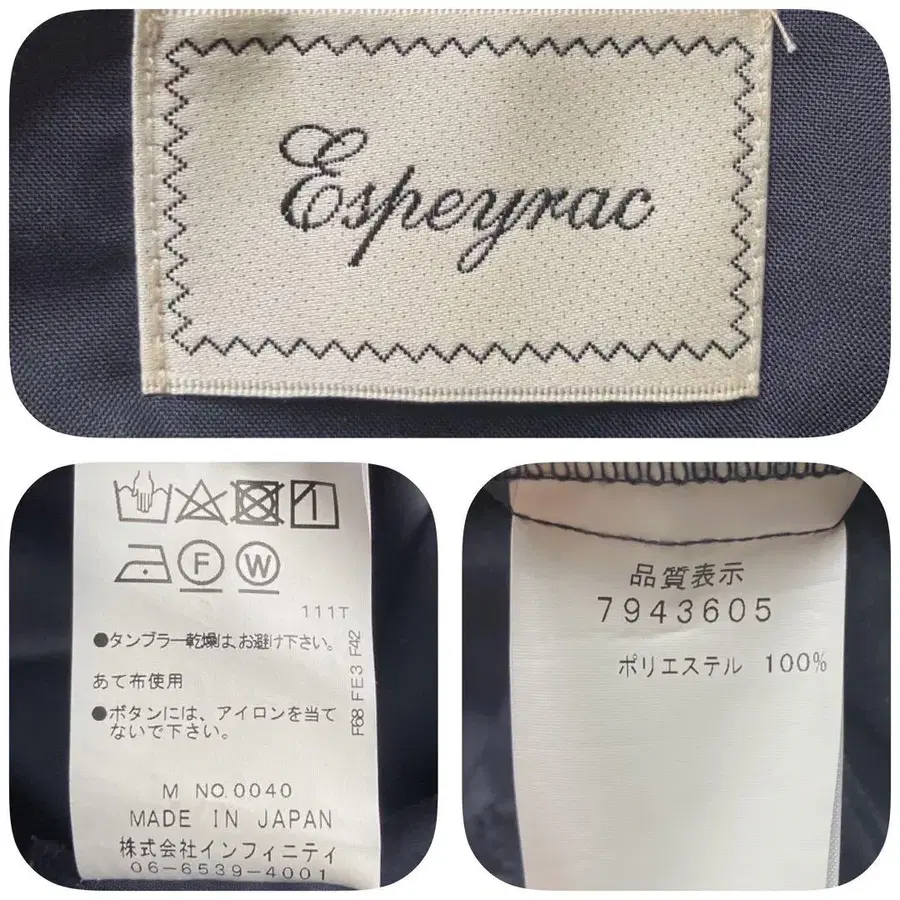 Espeyrac
F
W
111T
●タンブラー乾燥は、お避け下さい。
あて布使用
●ボタンには、アイロンを当て
ないで下さい。
F68 FE3 F42
M NO.0040
MADE IN JAPAN
株式会社インフィニティ
06-6539-4001
品質表示
7943605
ポリエステル 100%